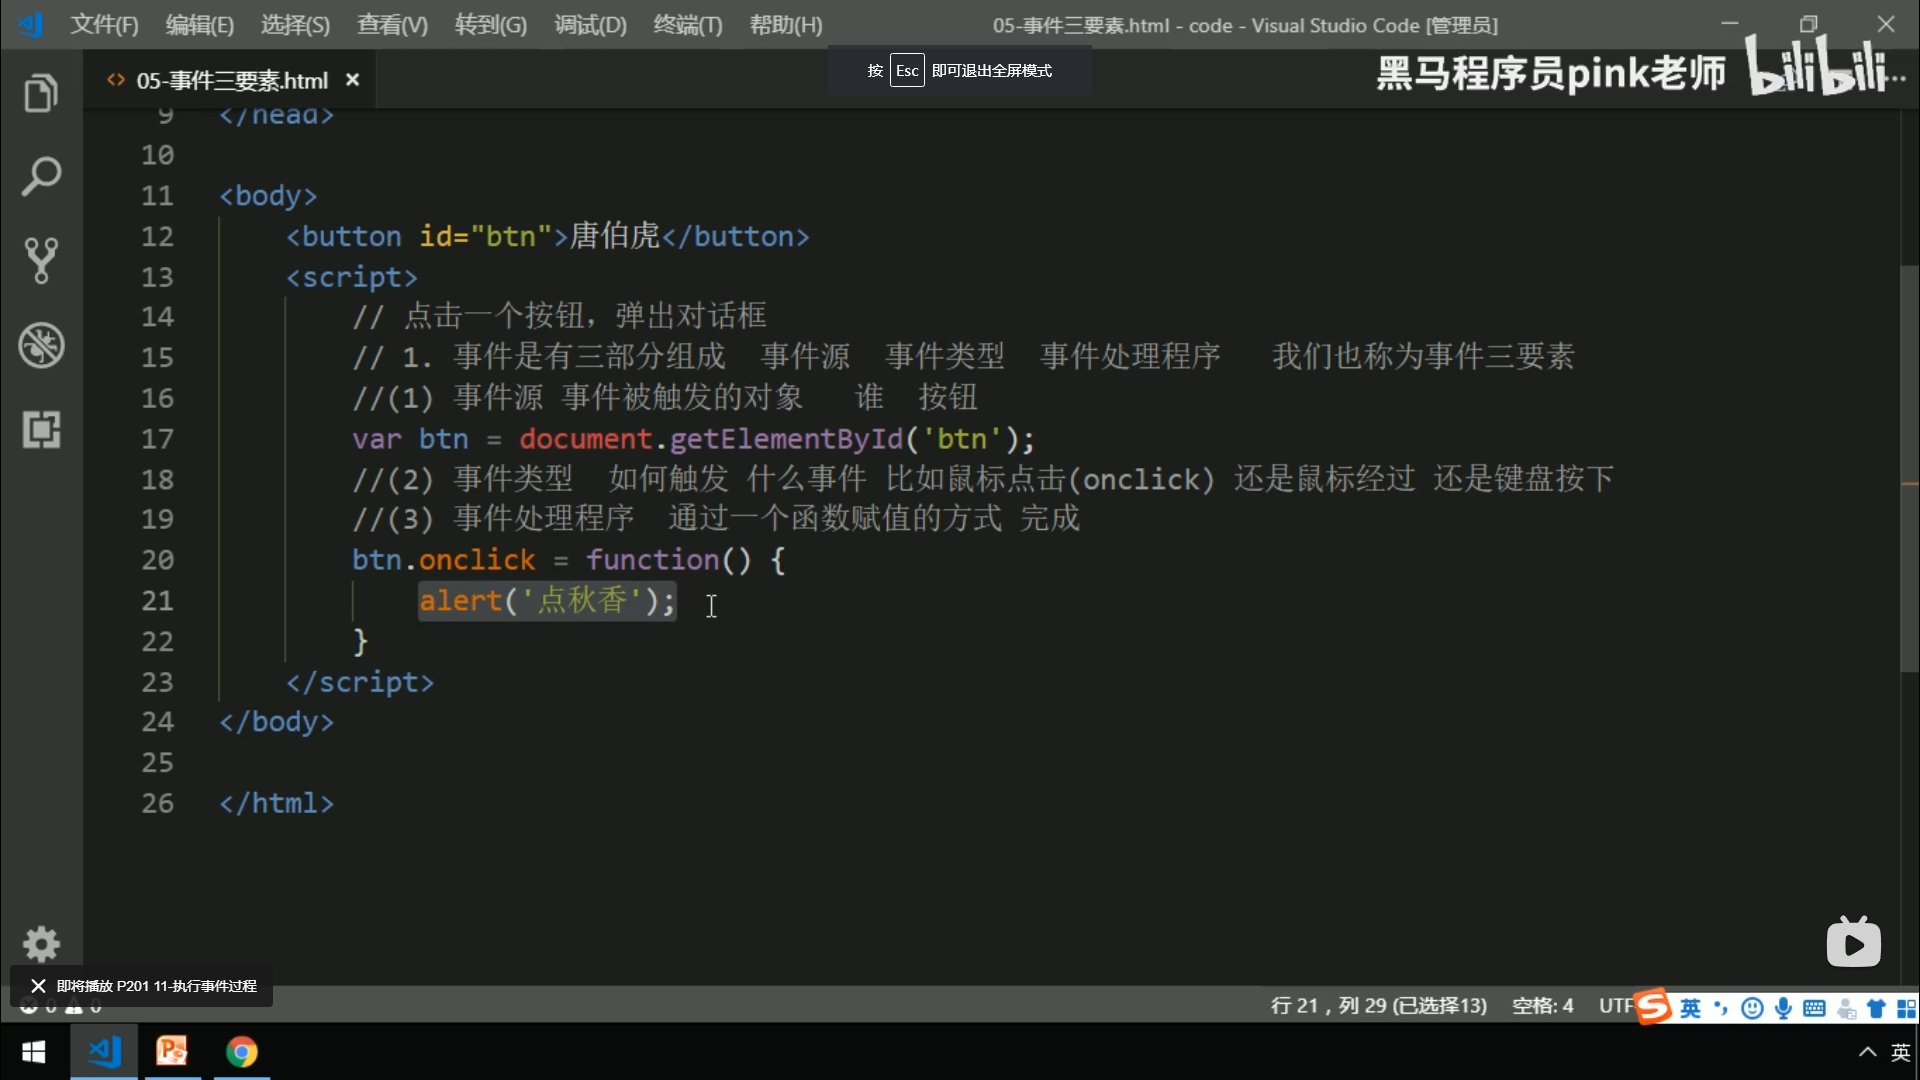 文件(F) 编辑(E) 选择(S) 查看(V) 转到(G) 调试(D) 终端(T) 帮助(H) 05-事件三要素.html - code - Visual Studio Code [管理员]
按 Esc 即可退出全屏模式
黑马程序员pink老师 bilibili
<> 05-事件三要素.html ×
9 </head>
10
11 <body>
12 <button id="btn">唐伯虎</button>
13 <script>
14 // 点击一个按钮，弹出对话框
15 // 1. 事件是有三部分组成 事件源 事件类型 事件处理程序 我们也称为事件三要素
16 //(1) 事件源 事件被触发的对象 谁 按钮
17 var btn = document.getElementById('btn');
18 //(2) 事件类型 如何触发 什么事件 比如鼠标点击(onclick) 还是鼠标经过 还是键盘按下
19 //(3) 事件处理程序 通过一个函数赋值的方式 完成
20 btn.onclick = function() {
21 alert('点秋香');
22 }
23 </script>
24 </body>
25
26 </html>
即将播放 P201 11-执行事件过程
0 0 行 21，列 29 (已选择13) 空格: 4 UTF
S 英
英